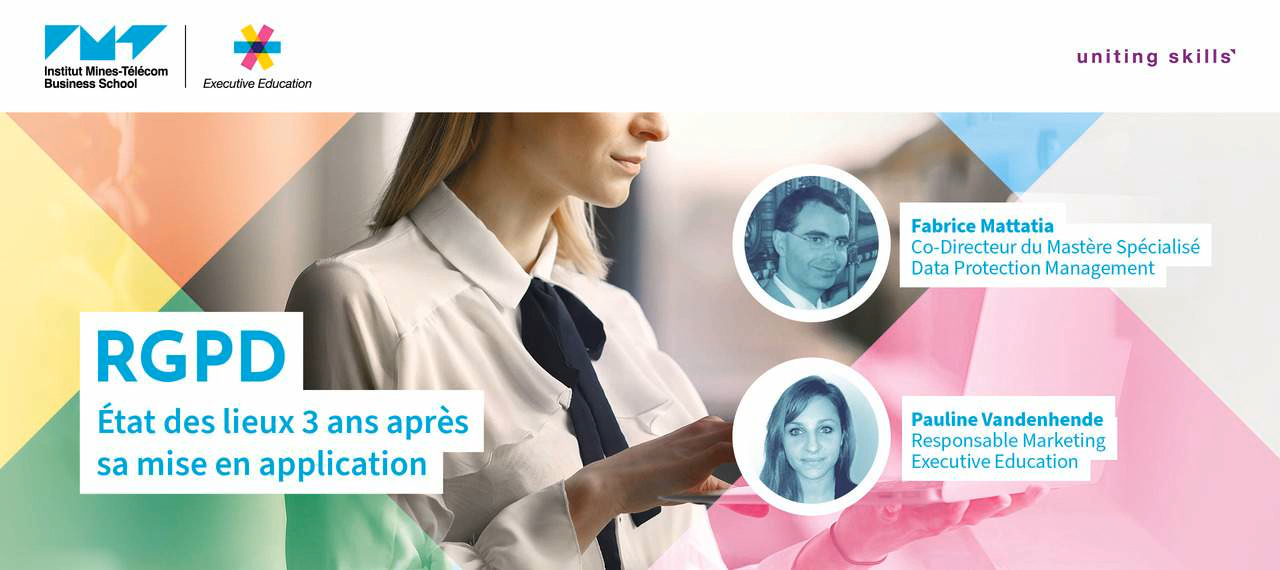 Institut Mines-Télécom
Business School
Executive Education
uniting skills
RGPD
État des lieux 3 ans après
sa mise en application
Fabrice Mattatia
Co-Directeur du Mastère Spécialisé
Data Protection Management
Pauline Vandenhende
Responsable Marketing
Executive Education